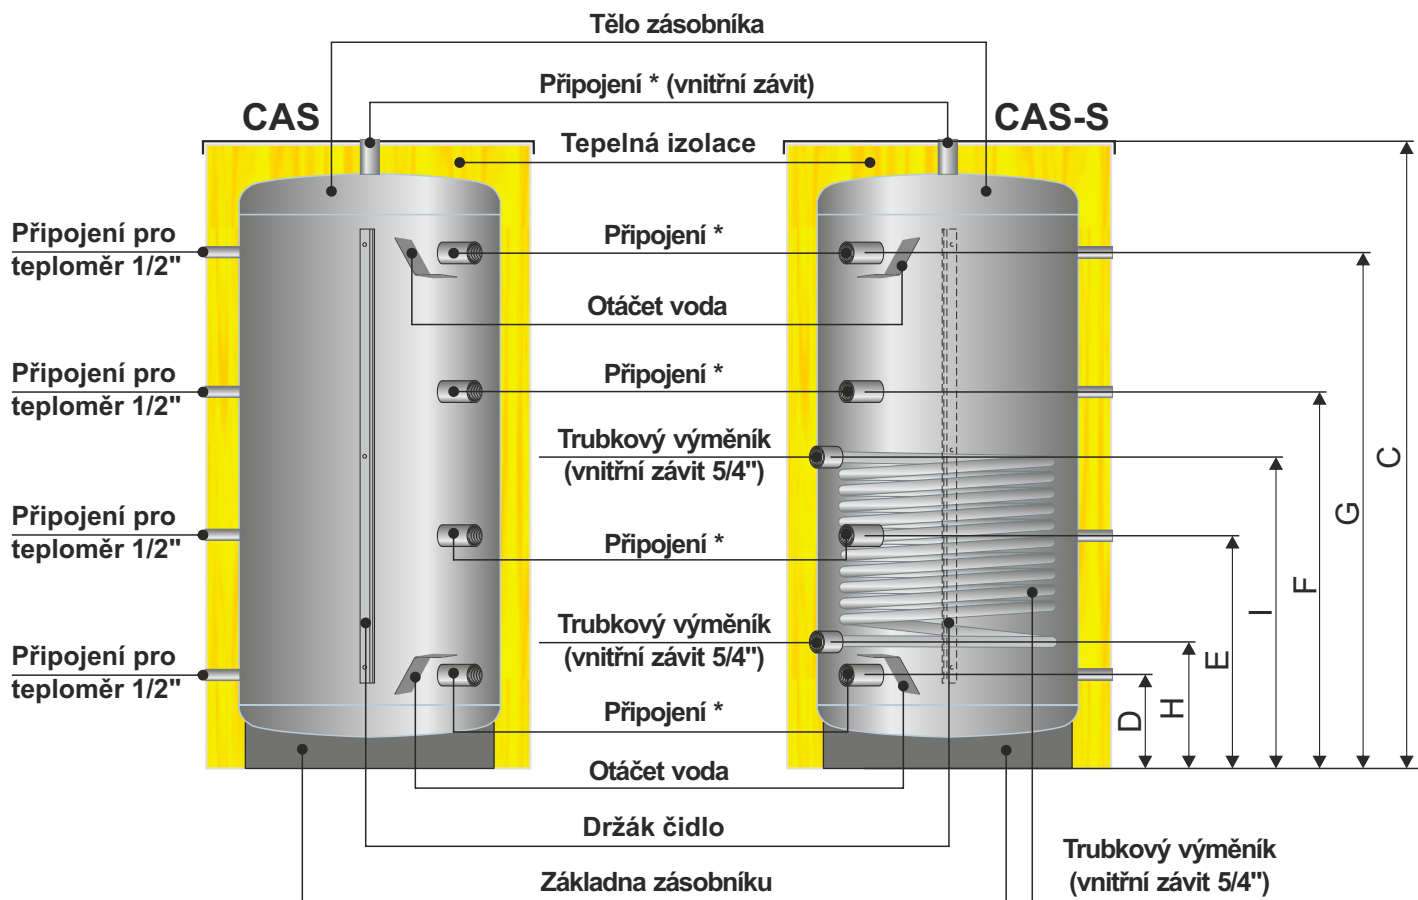 Tělo zásobníka
Připojení * (vnitřní závit)
CAS
CAS-S
Tepelná izolace
Připojení pro
teploměr 1/2"
Připojení *
Otáčet voda
Připojení pro
teploměr 1/2"
Připojení *
Trubkový výměník
(vnitřní závit 5/4")
Připojení pro
teploměr 1/2"
Připojení *
Trubkový výměník
(vnitřní závit 5/4")
Připojení pro
teploměr 1/2"
Připojení *
Otáčet voda
Držák čidlo
Základna zásobníku
Trubkový výměník
(vnitřní závit 5/4")
D
H
E
I
F
G
C